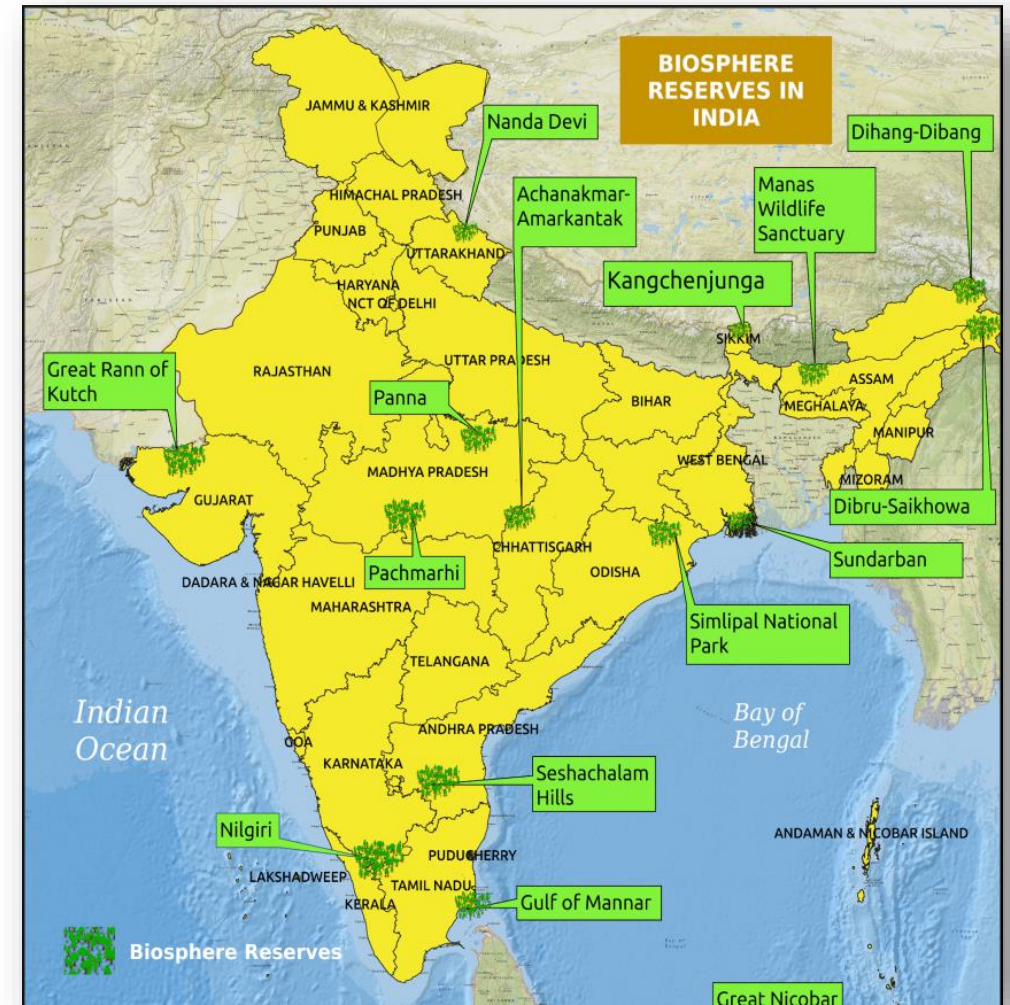 BIOSPHERE
RESERVES IN
INDIA
JAMMU & KASHMIR
Nanda Devi
Dihang-Dibang
HIMACHAL PRADESH
Achanakmar-
Amarkantak
Manas
Wildlife
Sanctuary
PUNJAB
UTTARAKHAND
HARYANA
NCT OF DELHI
Kangchenjunga
SIKKIM
Great Rann of
Kutch
RAJASTHAN
UTTAR PRADESH
Panna
BIHAR
ASSAM
MEGHALAYA
MANIPUR
MADHYA PRADESH
WEST BENGAL
MIZORAM
GUJARAT
Dibru-Saikhowa
CHHATTISGARH
Sundarban
Pachmarhi
ODISHA
DADARA & NAGAR HAVELLI
MAHARASHTRA
Simlipal National
Park
TELANGANA
Indian
Ocean
Bay of
Bengal
ANDHRA PRADESH
GOA
KARNATAKA
Seshachalam
Hills
Nilgiri
ANDAMAN & NICOBAR ISLAND
PUDUCHERRY
LAKSHADWEEP
TAMIL NADU
KERALA
Gulf of Mannar
Biosphere Reserves
Great Nicobar